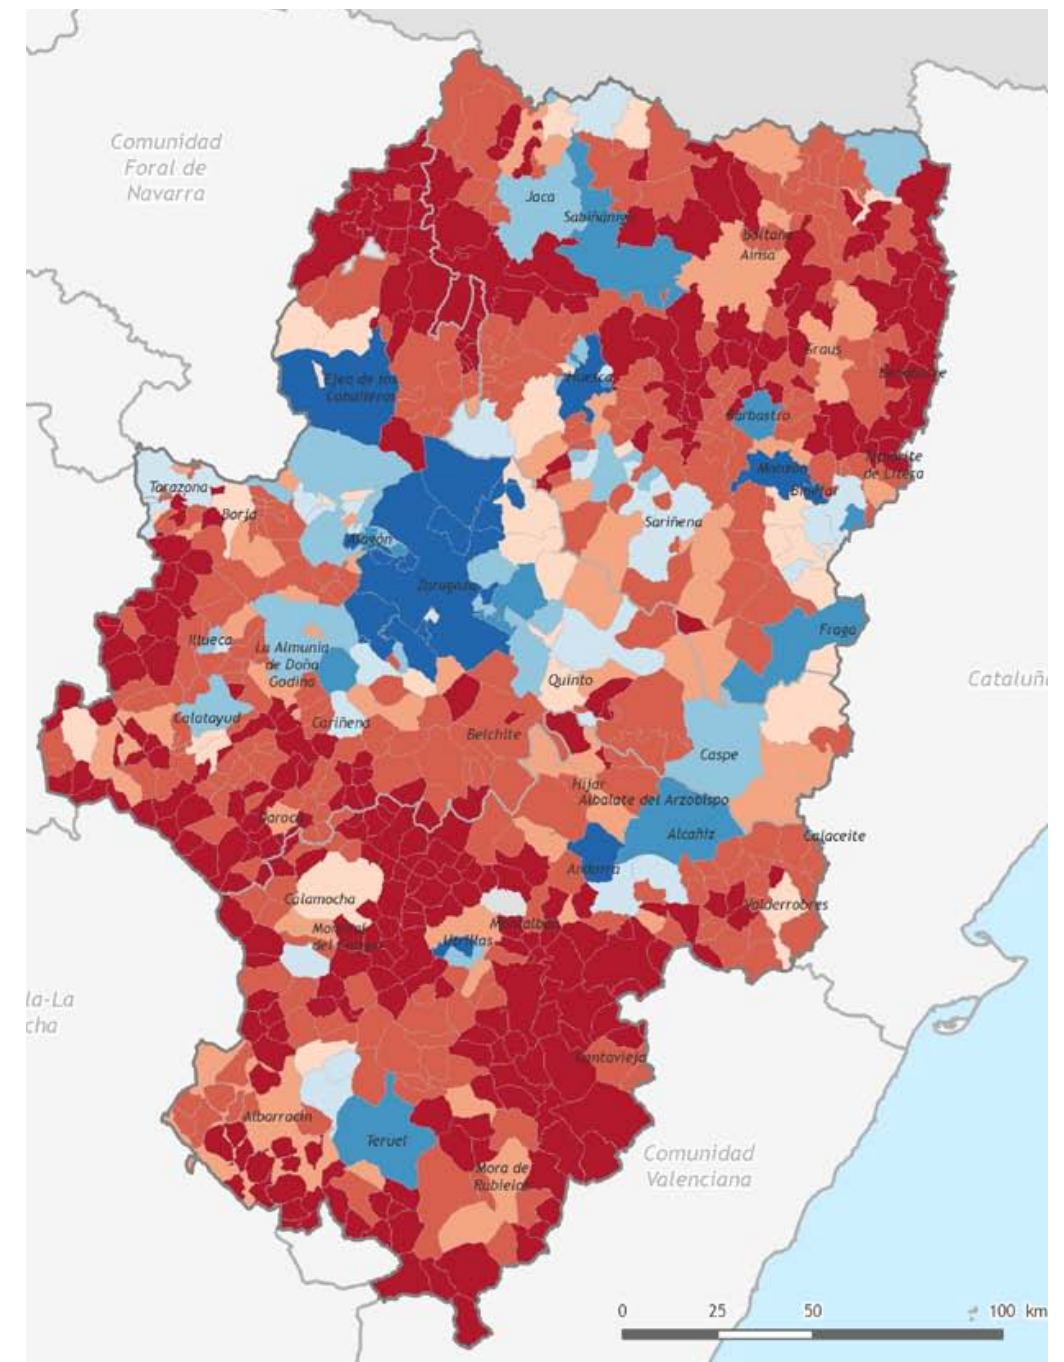 Comunidad
Foral de
Navarra
Jaca
Sabiñánigo
Boltaña
Ainsa
Graus
Benabarre
Ejea de los
Caballeros
Huesca
Barbastro
Monzón
Binéfar
Tamarite
de Litera
Tarazona
Borja
Sariñena
Alagón
Zaragoza
Fraga
Illueca
La Almunia
de Doña
Godina
Quinto
Cataluñ
Calatayud
Cariñena
Belchite
Caspe
Híjar
Albalate del Arzobispo
Daroca
Alcañiz
Calaceite
Andorra
Calamocha
Valderrobres
Montalbán
Monreal
del Campo
Utrillas
la-La
cha
Cantavieja
Albarracín
Teruel
Mora de
Rubielos
Comunidad
Valenciana
0 25 50 100 km